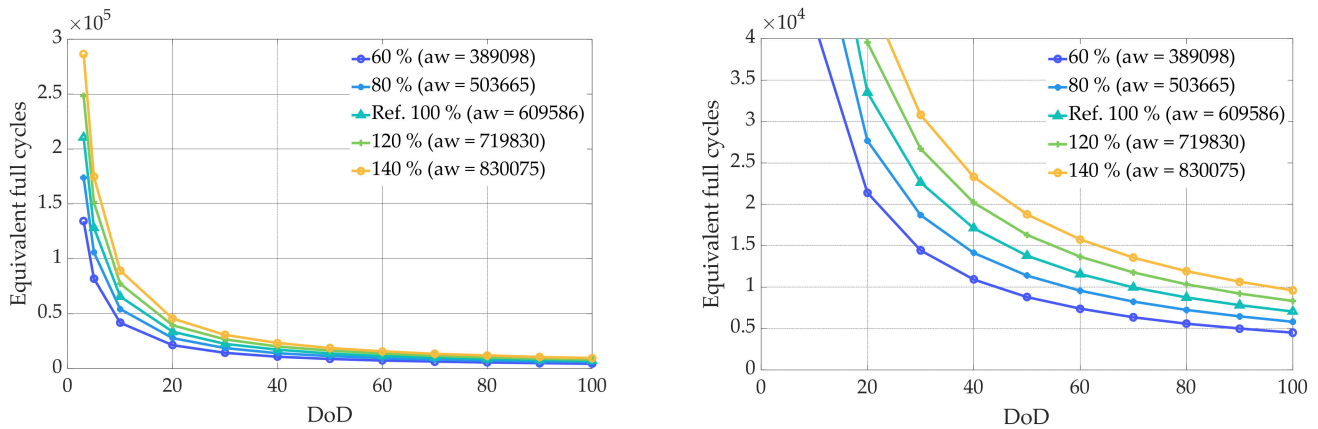 ×10^5
3
2.5
2
1.5
1
0.5
0
Equivalent full cycles
60 % (aw = 389098)
80 % (aw = 503665)
Ref. 100 % (aw = 609586)
120 % (aw = 719830)
140 % (aw = 830075)
0 20 40 60 80 100
DoD
×10^4
4
3.5
3
2.5
2
1.5
1
0.5
0
Equivalent full cycles
60 % (aw = 389098)
80 % (aw = 503665)
Ref. 100 % (aw = 609586)
120 % (aw = 719830)
140 % (aw = 830075)
0 20 40 60 80 100
DoD